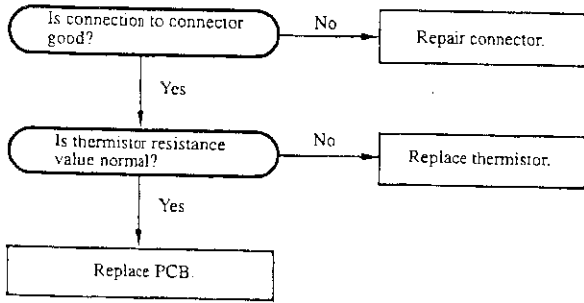 Is connection to connector
good?
No
Repair connector.
Yes
Is thermistor resistance
value normal?
No
Replace thermistor.
Yes
Replace PCB.